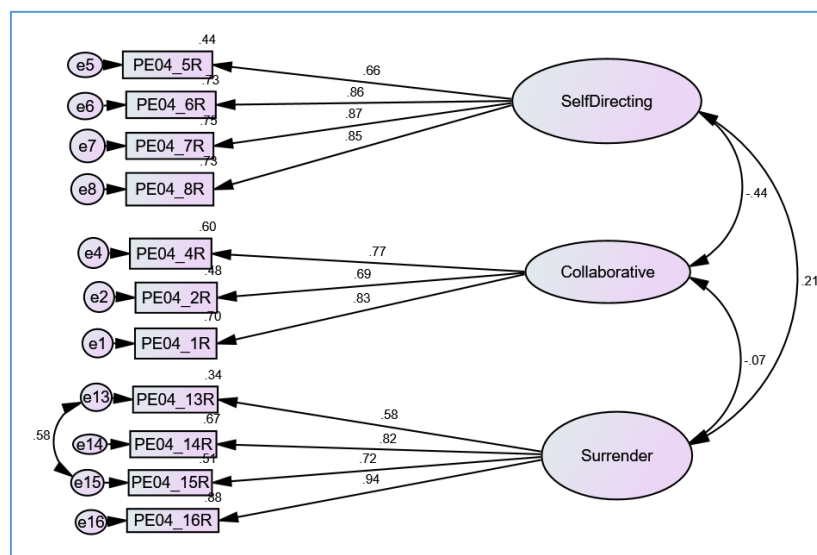 .44
e5 PE04_5R .66
.73
e6 PE04_6R .86 SelfDirecting
.75 .87
e7 PE04_7R
.73 .85
e8 PE04_8R
-.44
.60
e4 PE04_4R .77
.48 .69 Collaborative
e2 PE04_2R .83
.21
.70
e1 PE04_1R
-.07
.34
e13 PE04_13R
.67 .58
.58 e14 PE04_14R .82
.51 .72 Surrender
e15 PE04_15R
.88 .94
e16 PE04_16R